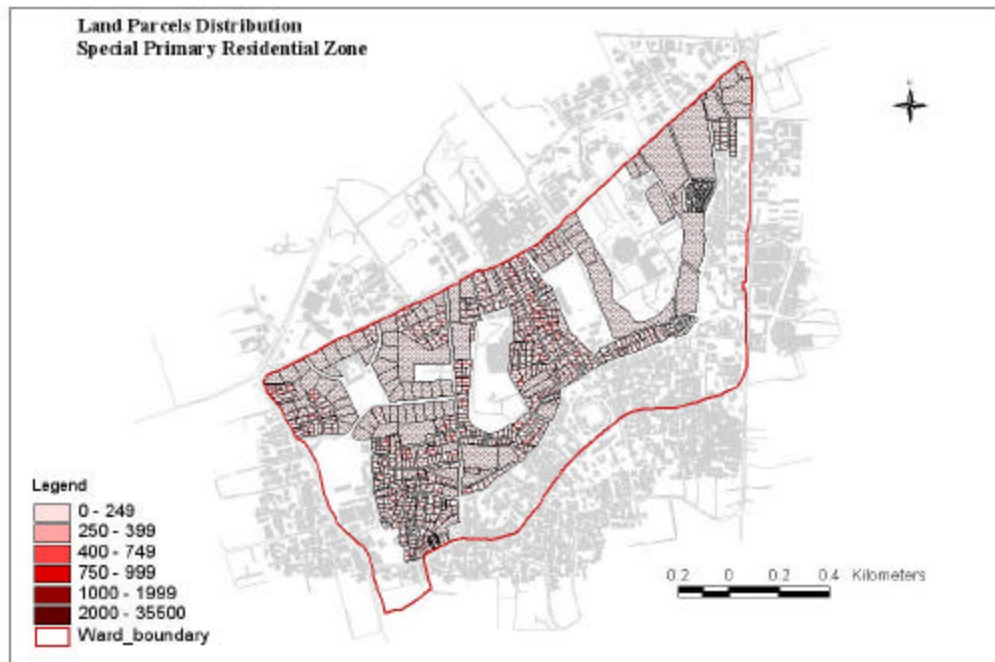 Land Parcels Distribution
Special Primary Residential Zone
Legend
0 - 249
250 - 399
400 - 749
750 - 999
1000 - 1999
2000 - 35500
Ward_boundary
0.2 0 0.2 0.4 Kilometers